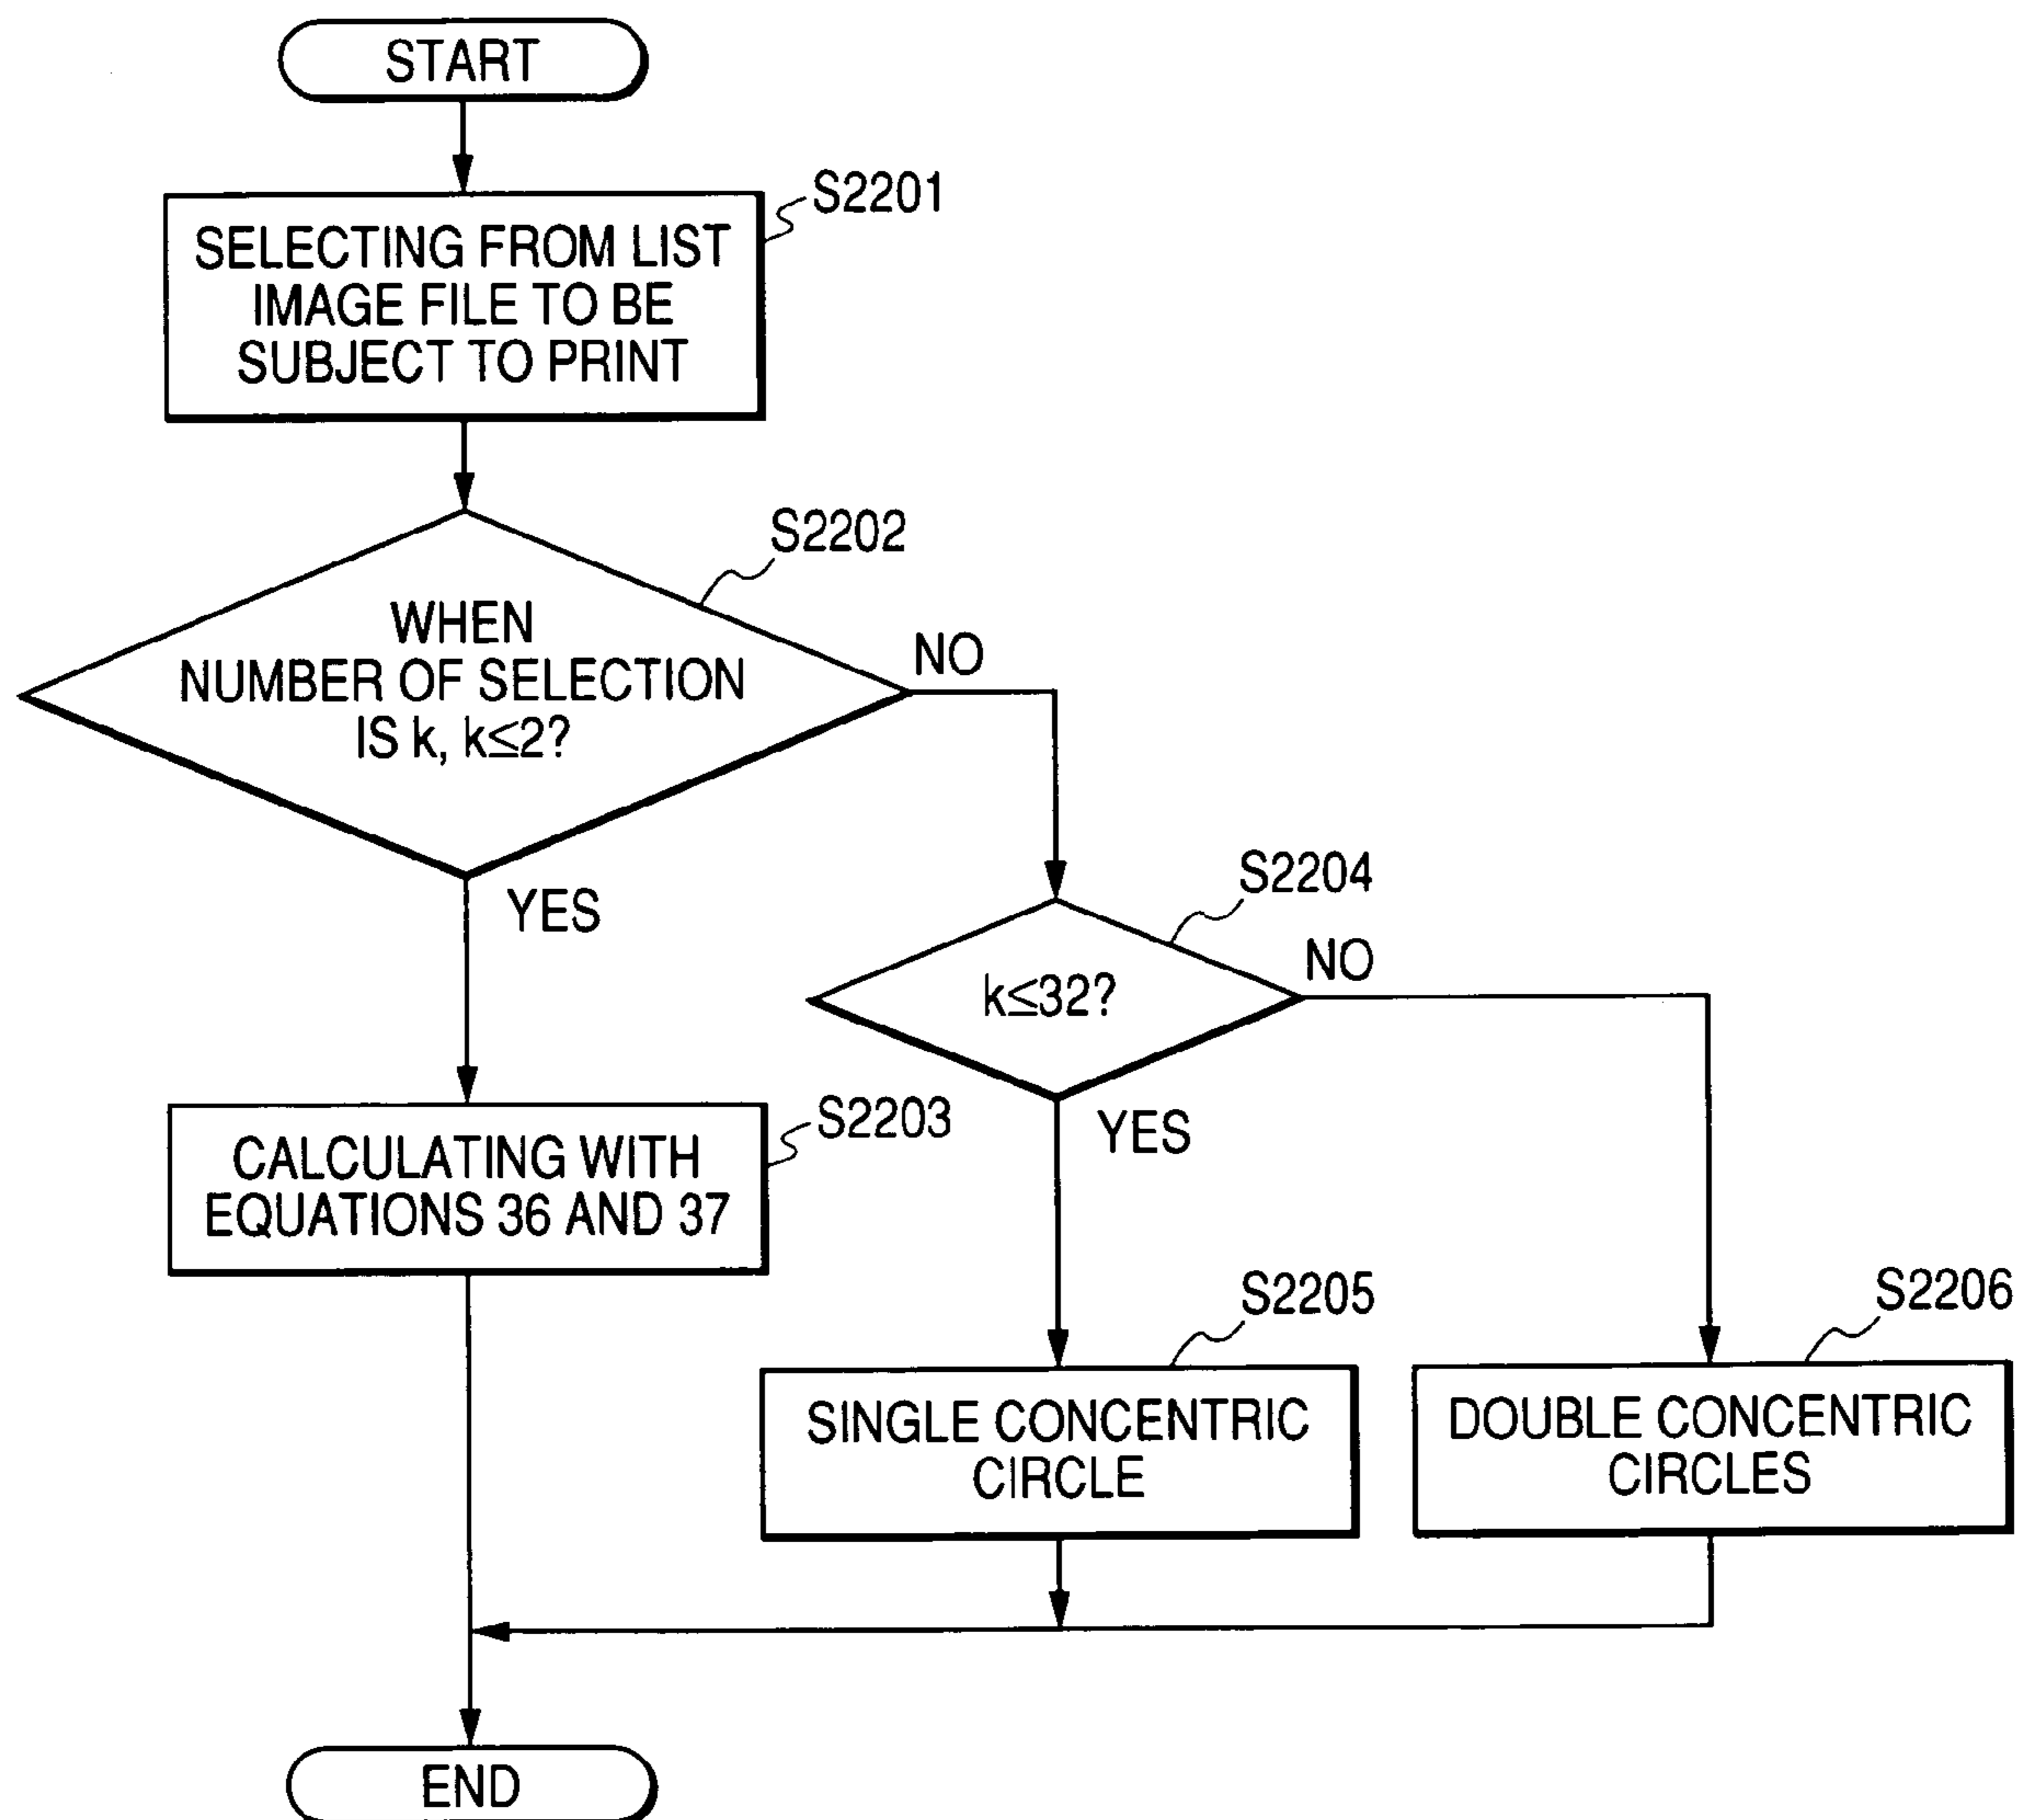 START
S2201
SELECTING FROM LIST
IMAGE FILE TO BE
SUBJECT TO PRINT
S2202
WHEN
NUMBER OF SELECTION
IS k, k≤2?
NO
YES
S2204
k≤32?
NO
YES
S2203
CALCULATING WITH
EQUATIONS 36 AND 37
S2205
SINGLE CONCENTRIC
CIRCLE
S2206
DOUBLE CONCENTRIC
CIRCLES
END